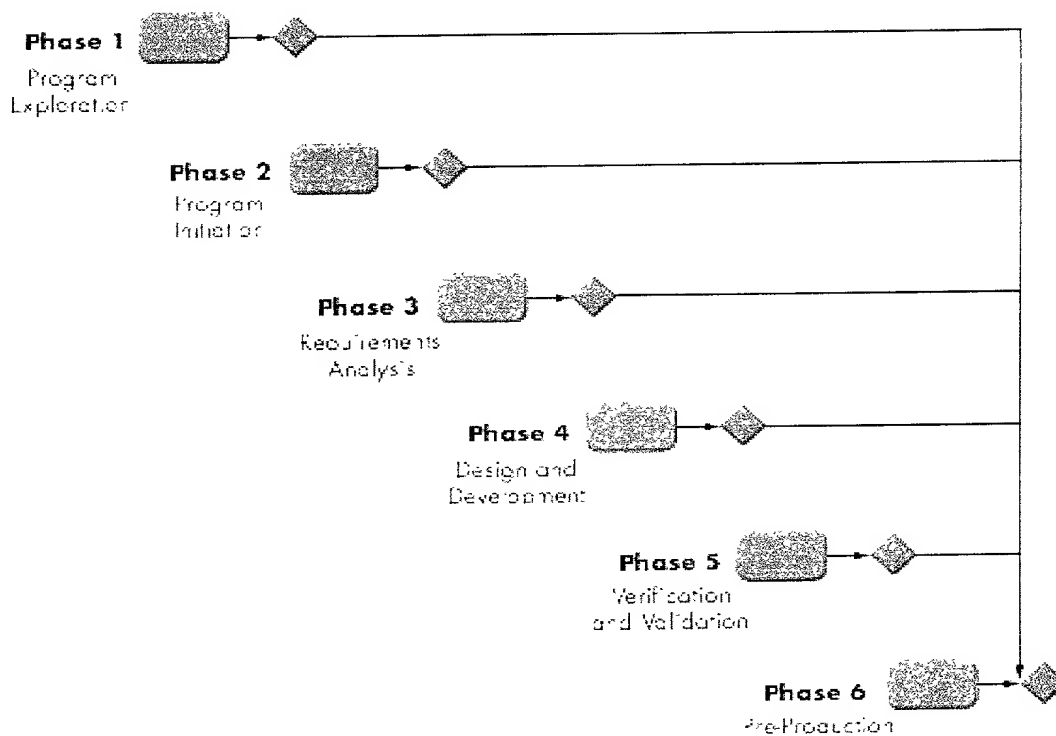 Phase 1
Program
Exploration
Phase 2
Program
Initiation
Phase 3
Requirements
Analysis
Phase 4
Design and
Development
Phase 5
Verification
and Validation
Phase 6
Pre-Production